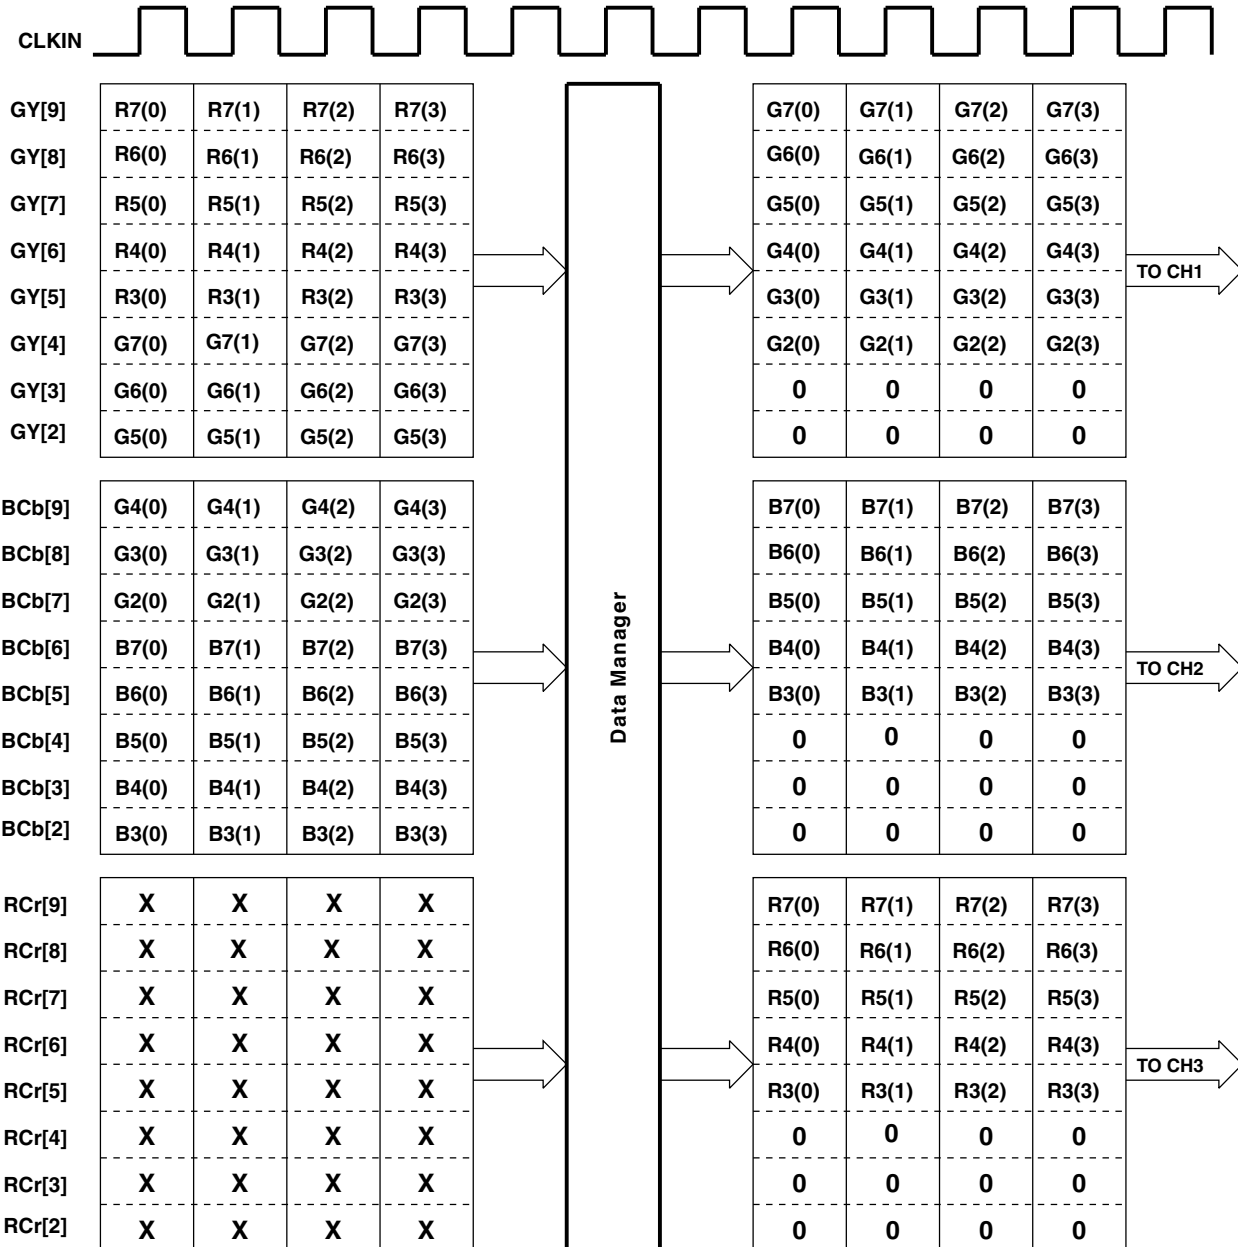 CLKIN
GY[9] R7(0) R7(1) R7(2) R7(3) G7(0) G7(1) G7(2) G7(3)
GY[8] R6(0) R6(1) R6(2) R6(3) G6(0) G6(1) G6(2) G6(3)
GY[7] R5(0) R5(1) R5(2) R5(3) G5(0) G5(1) G5(2) G5(3)
GY[6] R4(0) R4(1) R4(2) R4(3) G4(0) G4(1) G4(2) G4(3)
TO CH1
GY[5] R3(0) R3(1) R3(2) R3(3) G3(0) G3(1) G3(2) G3(3)
GY[4] G7(0) G7(1) G7(2) G7(3) G2(0) G2(1) G2(2) G2(3)
GY[3] G6(0) G6(1) G6(2) G6(3) 0 0 0 0
GY[2] G5(0) G5(1) G5(2) G5(3) 0 0 0 0
BCb[9] G4(0) G4(1) G4(2) G4(3) B7(0) B7(1) B7(2) B7(3)
BCb[8] G3(0) G3(1) G3(2) G3(3) B6(0) B6(1) B6(2) B6(3)
BCb[7] G2(0) G2(1) G2(2) G2(3) B5(0) B5(1) B5(2) B5(3)
BCb[6] B7(0) B7(1) B7(2) B7(3) B4(0) B4(1) B4(2) B4(3)
Data Manager
TO CH2
BCb[5] B6(0) B6(1) B6(2) B6(3) B3(0) B3(1) B3(2) B3(3)
BCb[4] B5(0) B5(1) B5(2) B5(3) 0 0 0 0
BCb[3] B4(0) B4(1) B4(2) B4(3) 0 0 0 0
BCb[2] B3(0) B3(1) B3(2) B3(3) 0 0 0 0
RCr[9] X X X X R7(0) R7(1) R7(2) R7(3)
RCr[8] X X X X R6(0) R6(1) R6(2) R6(3)
RCr[7] X X X X R5(0) R5(1) R5(2) R5(3)
RCr[6] X X X X R4(0) R4(1) R4(2) R4(3)
TO CH3
RCr[5] X X X X R3(0) R3(1) R3(2) R3(3)
RCr[4] X X X X 0 0 0 0
RCr[3] X X X X 0 0 0 0
RCr[2] X X X X 0 0 0 0